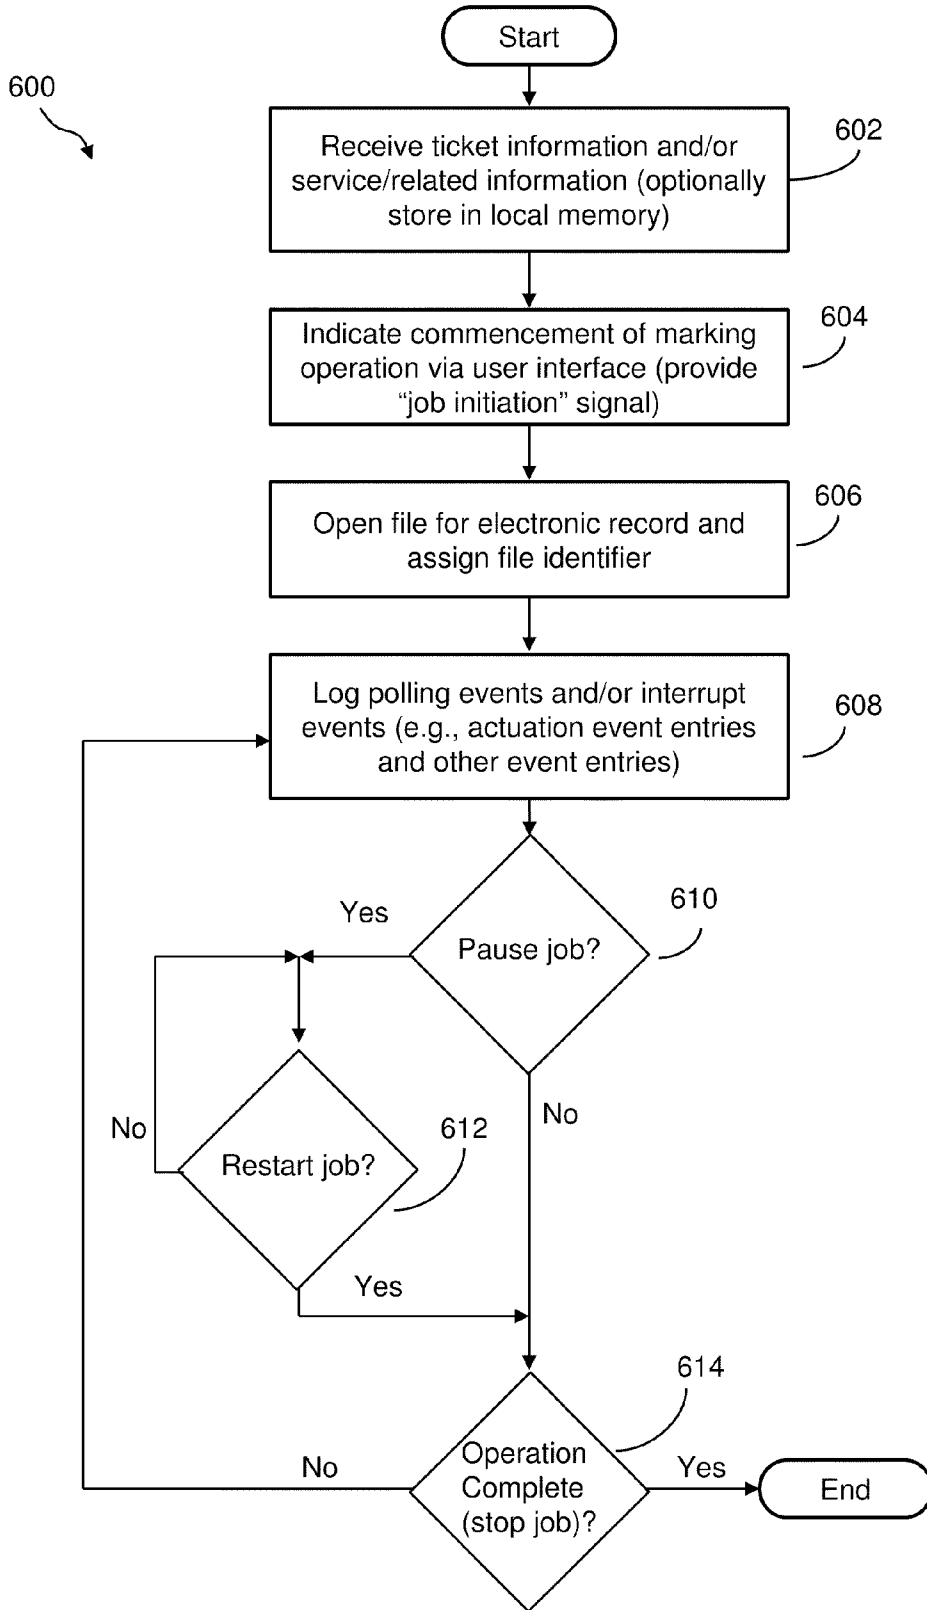 Start
600
Receive ticket information and/or
service/related information (optionally
store in local memory)
602
Indicate commencement of marking
operation via user interface (provide
“job initiation” signal)
604
Open file for electronic record and
assign file identifier
606
Log polling events and/or interrupt
events (e.g., actuation event entries
and other event entries)
608
Yes
Pause job?
610
No
No
Restart job?
612
Yes
614
No
Operation
Complete
(stop job)?
Yes
End